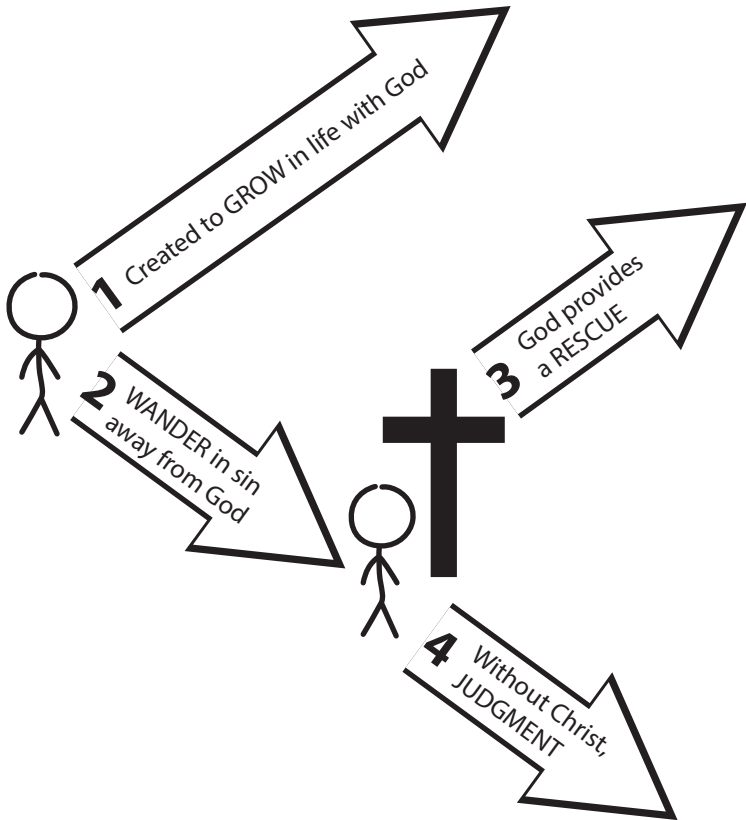 1 Created to GROW in life with God
2 WANDER in sin
away from God
3 God provides
a RESCUE
4 Without Christ,
JUDGMENT